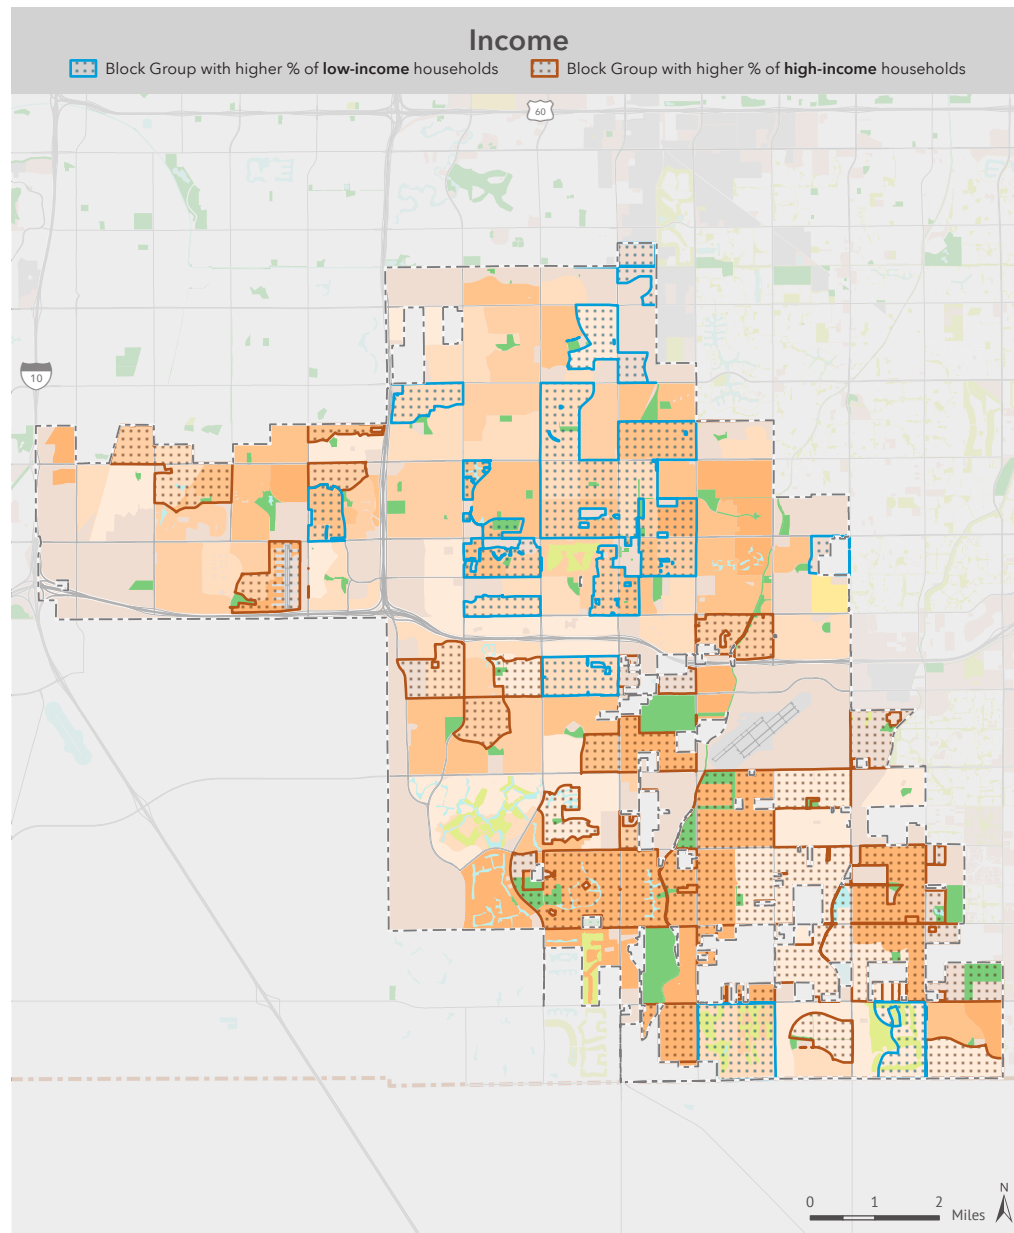 Income
Block Group with higher % of low-income households
Block Group with higher % of high-income households
60
10
N
0 1 2
Miles